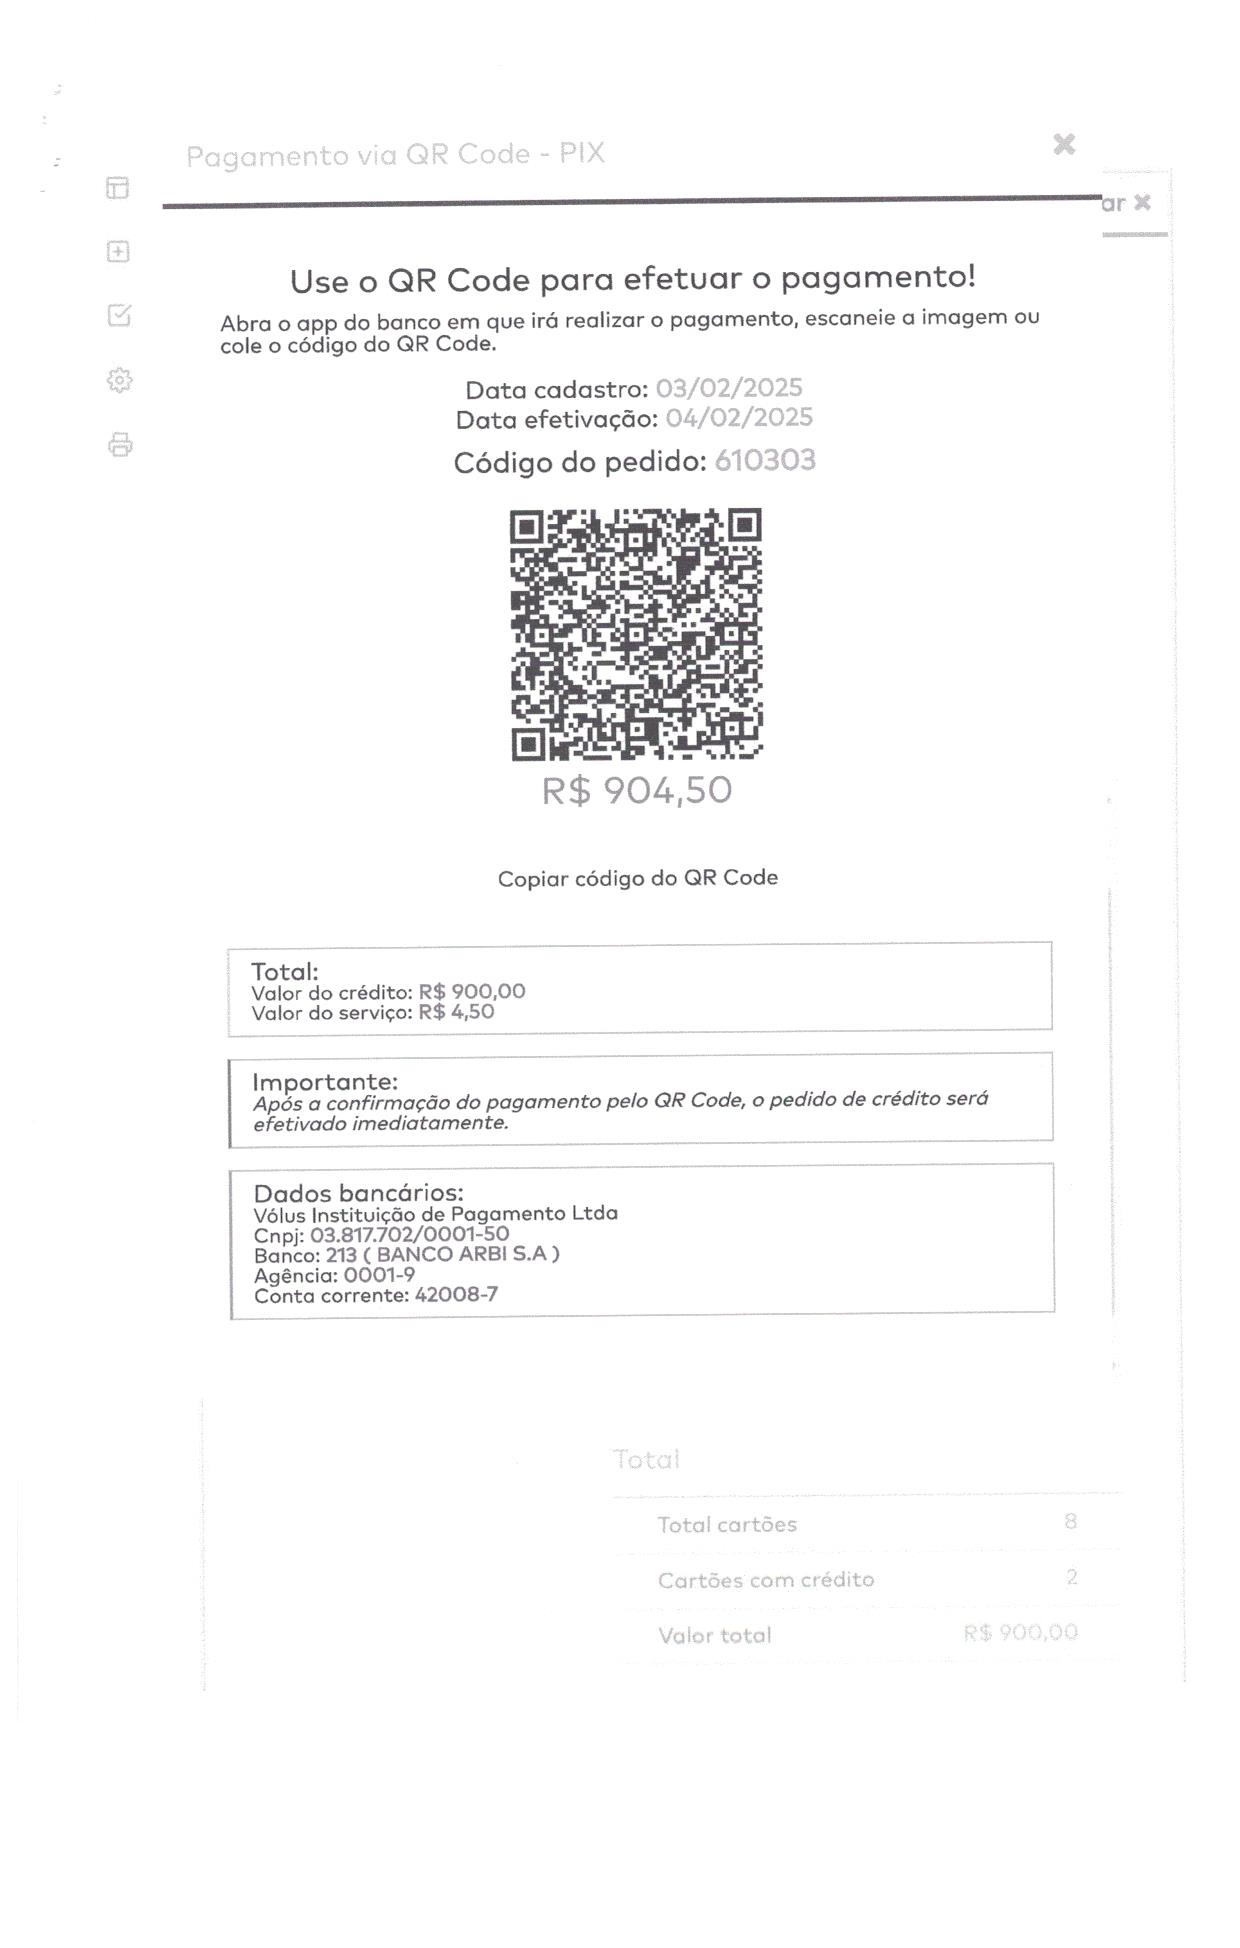 Pagamento via QR Code - PIX
ar
Use o QR Code para efetuar o pagamento!
Abra o app do banco em que irá realizar o pagamento, escaneie a imagem ou
cole o código do QR Code.
Data cadastro: 03/02/2025
Data efetivação: 04/02/2025
Código do pedido: 610303
R$ 904,50
Copiar código do QR Code
Total:
Valor do crédito: R$ 900,00
Valor do serviço: R$ 4,50
Importante:
Após a confirmação do pagamento pelo QR Code, o pedido de crédito será
efetivado imediatamente.
Dados bancários:
Vólus Instituição de Pagamento Ltda
Cnpj: 03.817.702/0001-50
Banco: 213 ( BANCO ARBI S.A )
Agência: 0001-9
Conta corrente: 42008-7
Total
Total cartões 8
Cartões com crédito 2
Valor total R$ 900,00